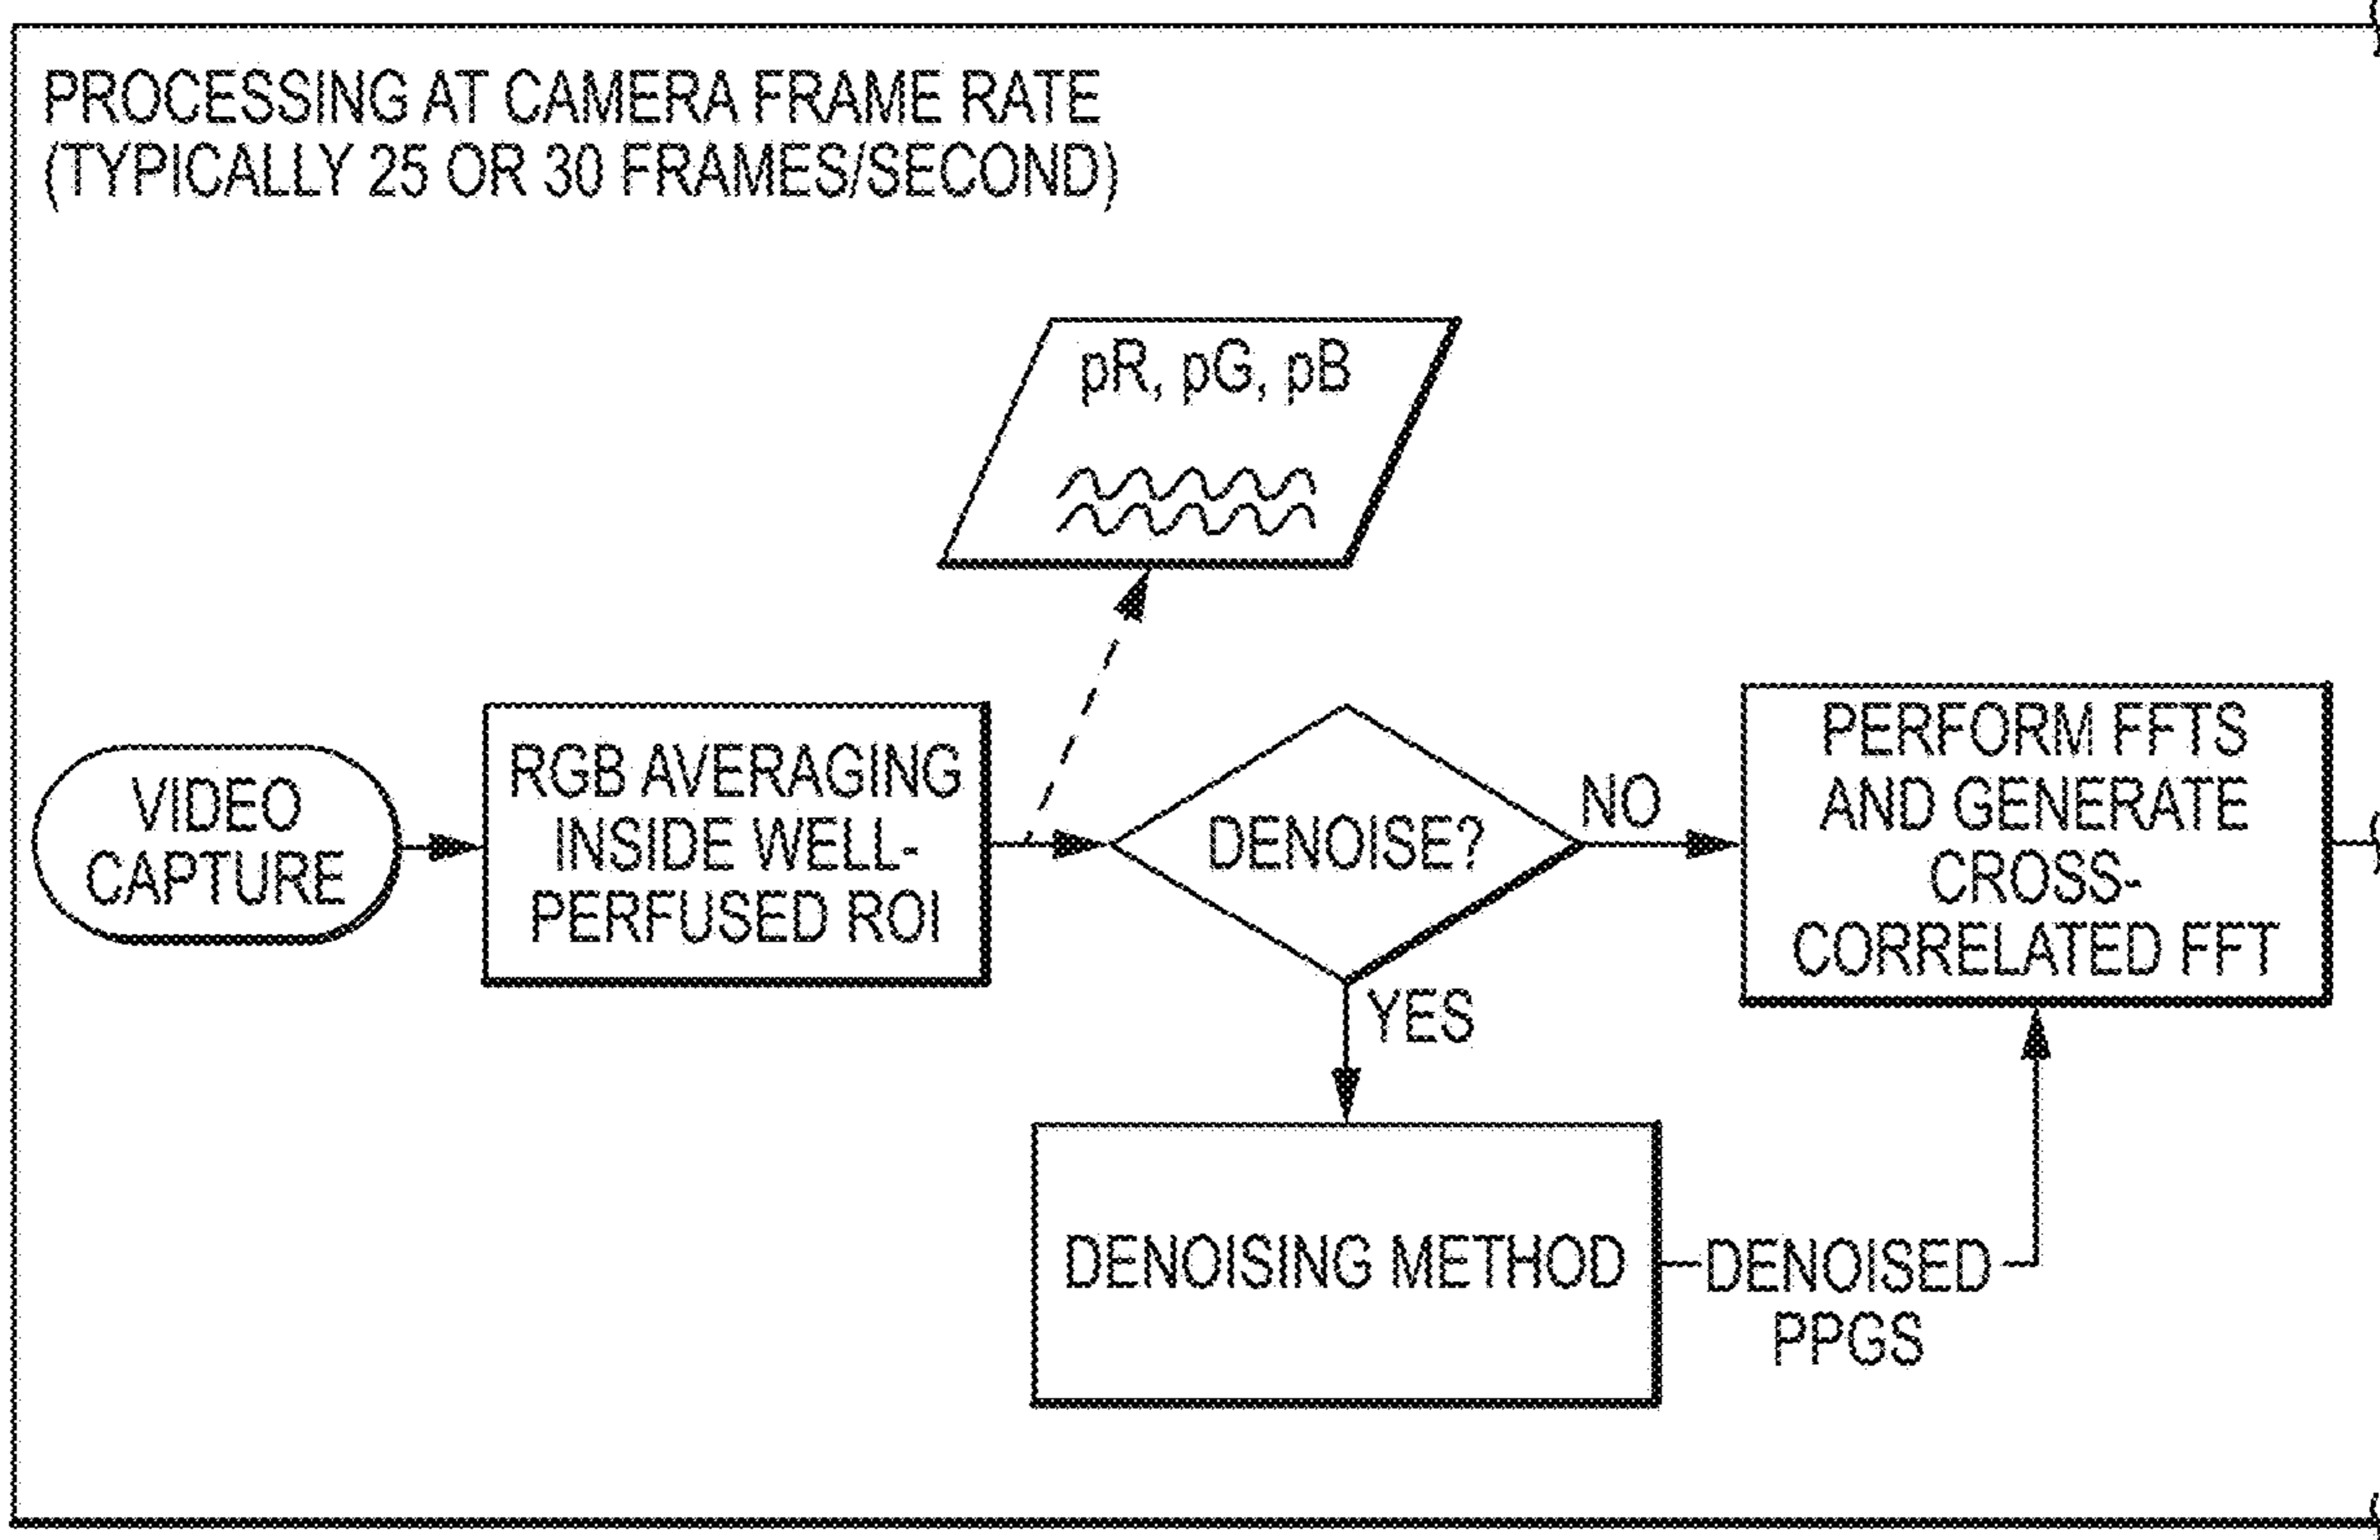 PROCESSING AT CAMERA FRAME RATE
(TYPICALLY 25 OR 30 FRAMES/SECOND)
pR, pG, pB
VIDEO
CAPTURE
RGB AVERAGING
INSIDE WELL-
PERFUSED ROI
DENOISE?
NO
YES
PERFORM FFTS
AND GENERATE
CROSS-
CORRELATED FFT
DENOISING METHOD
DENOISED
PPGS